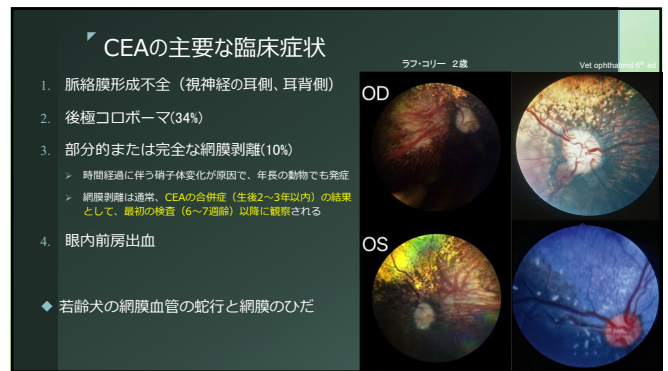 CEAの主要な臨床症状
1. 脈絡膜形成不全（視神経の耳側、耳背側）
2. 後極コロボーマ(34%)
3. 部分的または完全な網膜剥離(10%)
➢ 時間経過に伴う硝子体変化が原因で、年長の動物でも発症
➢ 網膜剥離は通常、CEAの合併症（生後2～3年以内）の結果
として、最初の検査（6～7週齢）以降に観察される
4. 眼内前房出血
◆ 若齢犬の網膜血管の蛇行と網膜のひだ
ラフ・コリー 2歳
Vet ophthalmol 6th ed
OD
OS